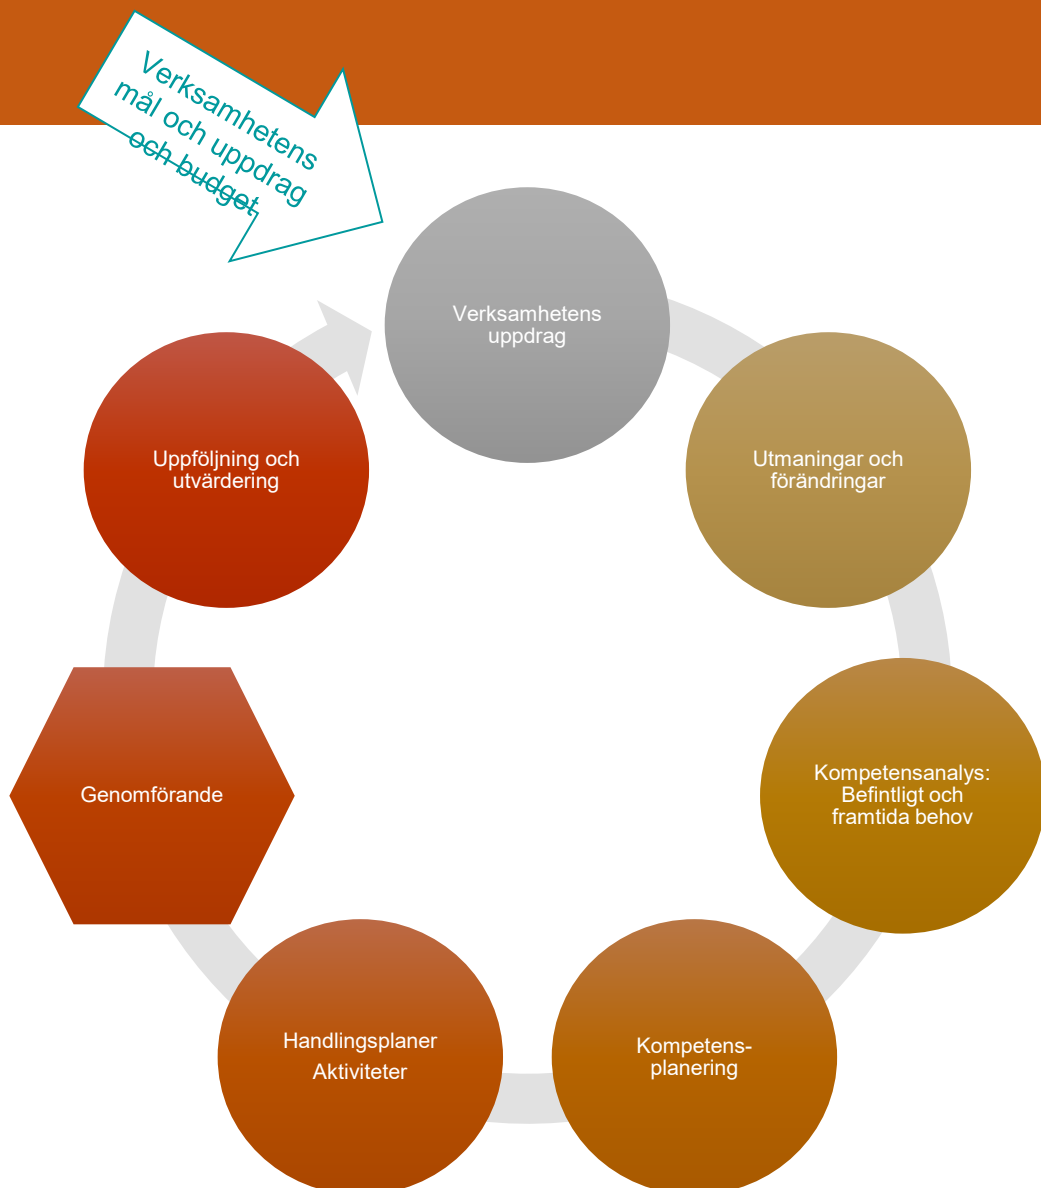 Verksamhetens
mål och uppdrag
och budget
Verksamhetens
uppdrag
Utmaningar och
förändringar
Kompetensanalys:
Befintligt och
framtida behov
Kompetens-
planering
Handlingsplaner
Aktiviteter
Genomförande
Uppföljning och
utvärdering